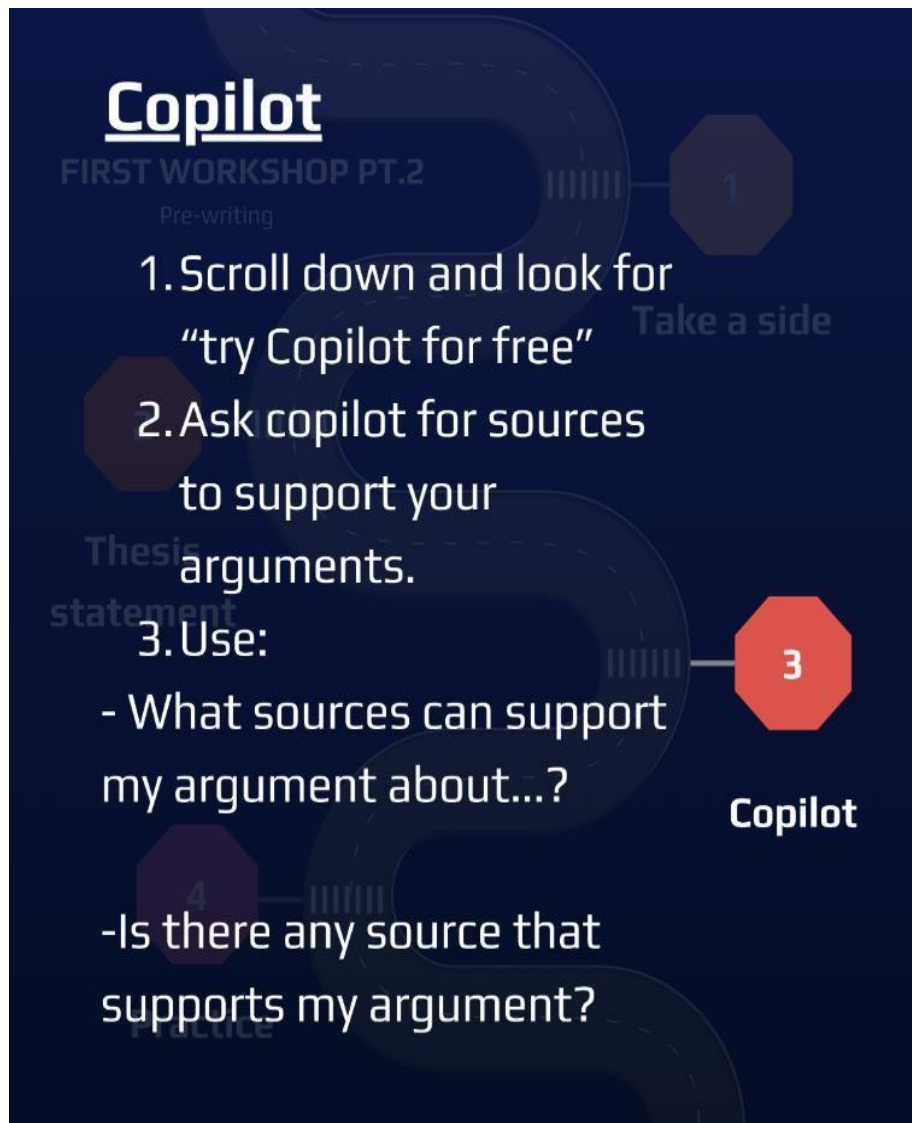 Copilot
FIRST WORKSHOP PT.2
Pre-writing
1
1. Scroll down and look for
Take a side
“try Copilot for free”
2. Ask copilot for sources
to support your
Thesis
arguments.
statement
3. Use:
3
- What sources can support
my argument about...?
Copilot
4
-Is there any source that
supports my argument?
Practice